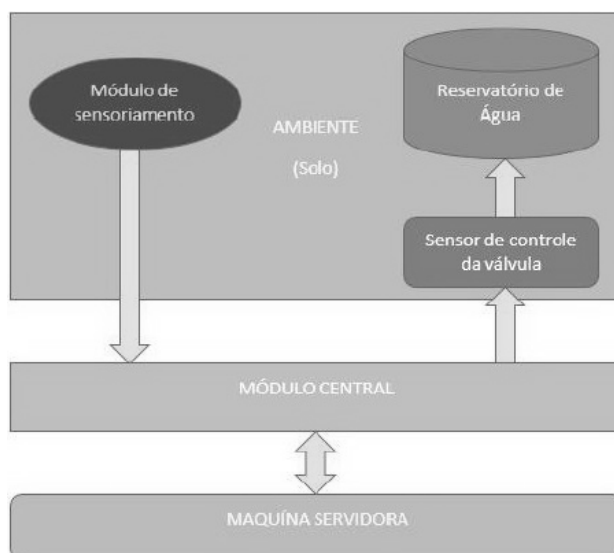 Módulo de
sensoriamento
Reservatório de
Água
AMBIENTE
(Solo)
Sensor de controle
da válvula
MÓDULO CENTRAL
MAQUÍNA SERVIDORA